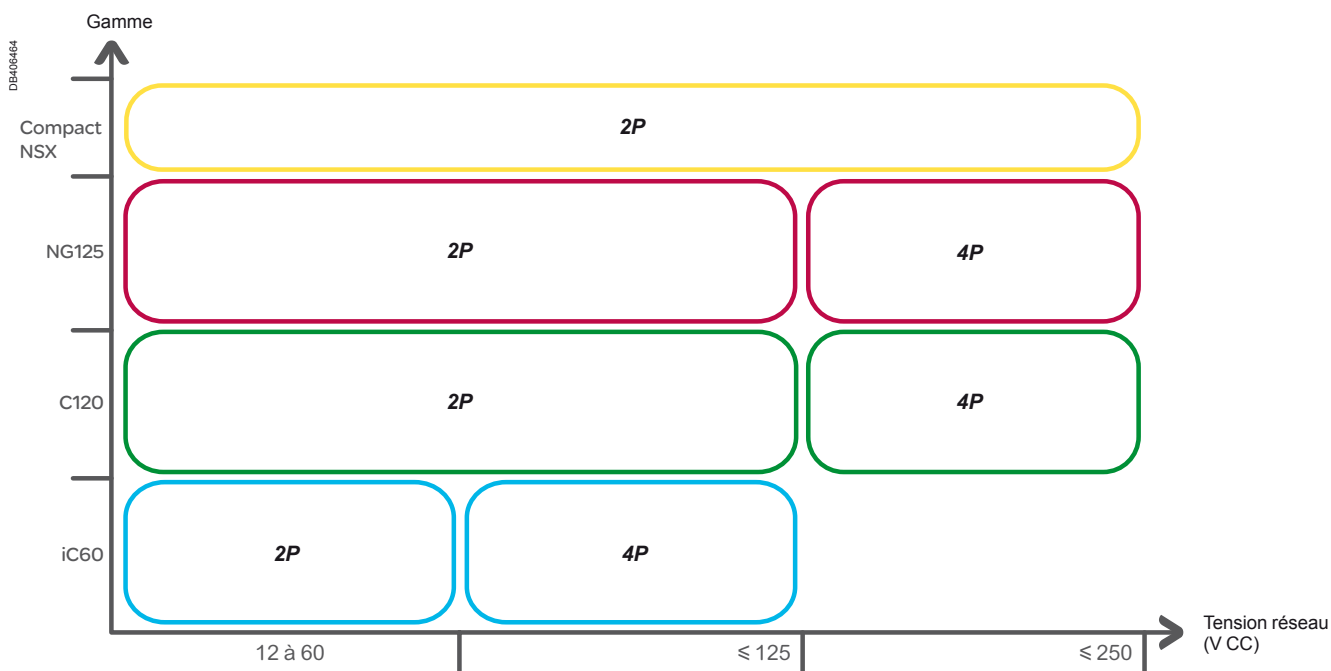 Gamme
DB406464
Compact
NSX
2P
NG125
2P
4P
C120
2P
4P
iC60
2P
4P
12 à 60
⩽ 125
⩽ 250
Tension réseau
(V CC)